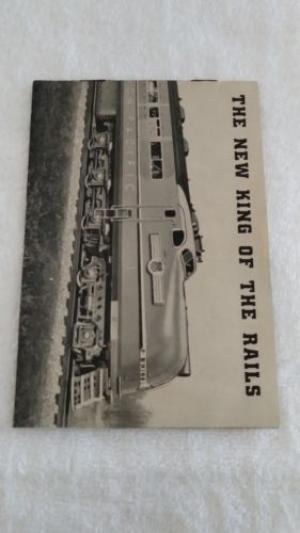 THE NEW KING OF THE RAILS